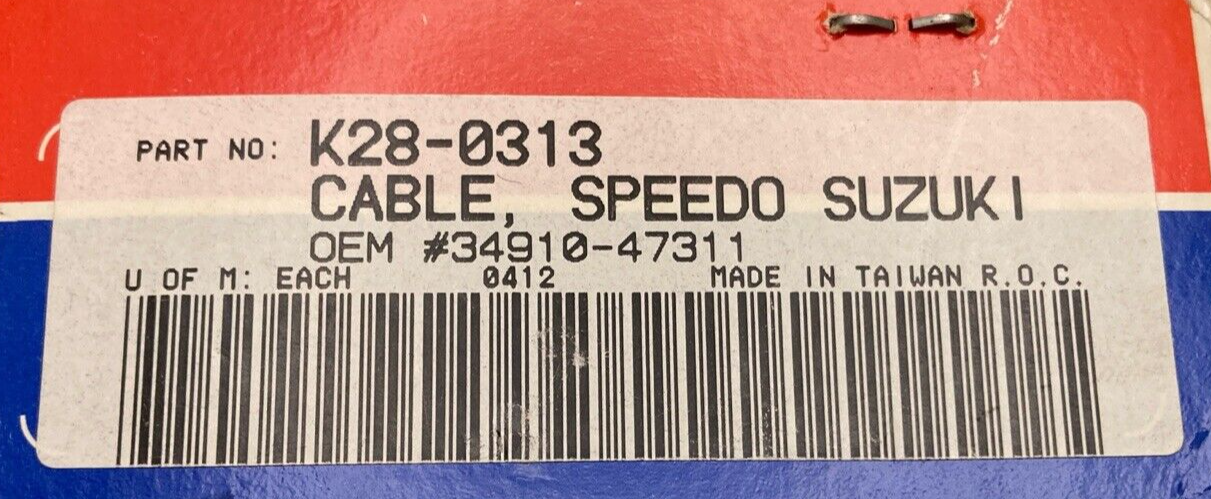 PART NO: K28-0313
CABLE, SPEEDO SUZUKI
OEM #34910-47311
U OF M: EACH 0412 MADE IN TAIWAN R.O.C.